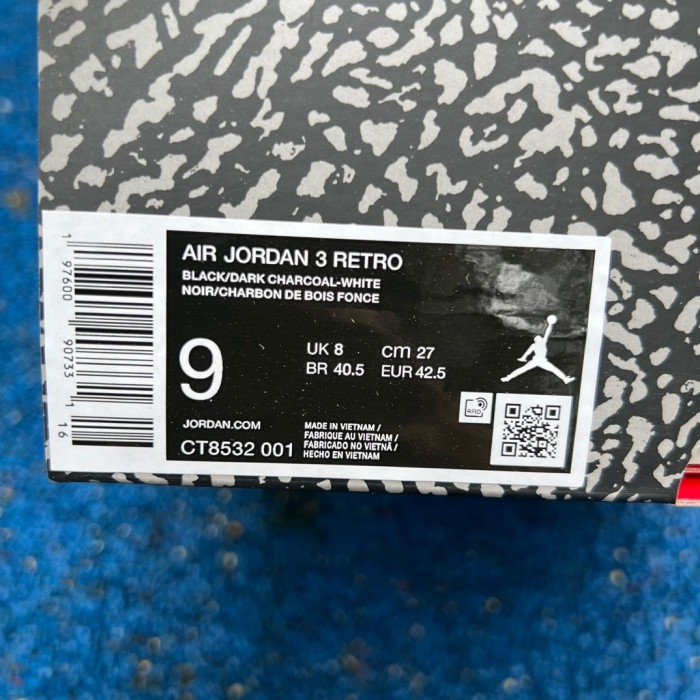 AIR JORDAN 3 RETRO
BLACK/DARK CHARCOAL-WHITE
NOIR/CHARBON DE BOIS FONCE
9
UK 8 cm 27
BR 40.5 EUR 42.5
RFID
JORDAN.COM
CT8532 001
MADE IN VIETNAM /
FABRIQUE AU VIETNAM /
FABRICADO NO VIETNÃ /
HECHO EN VIETNAM
1 97600 90733 1
16